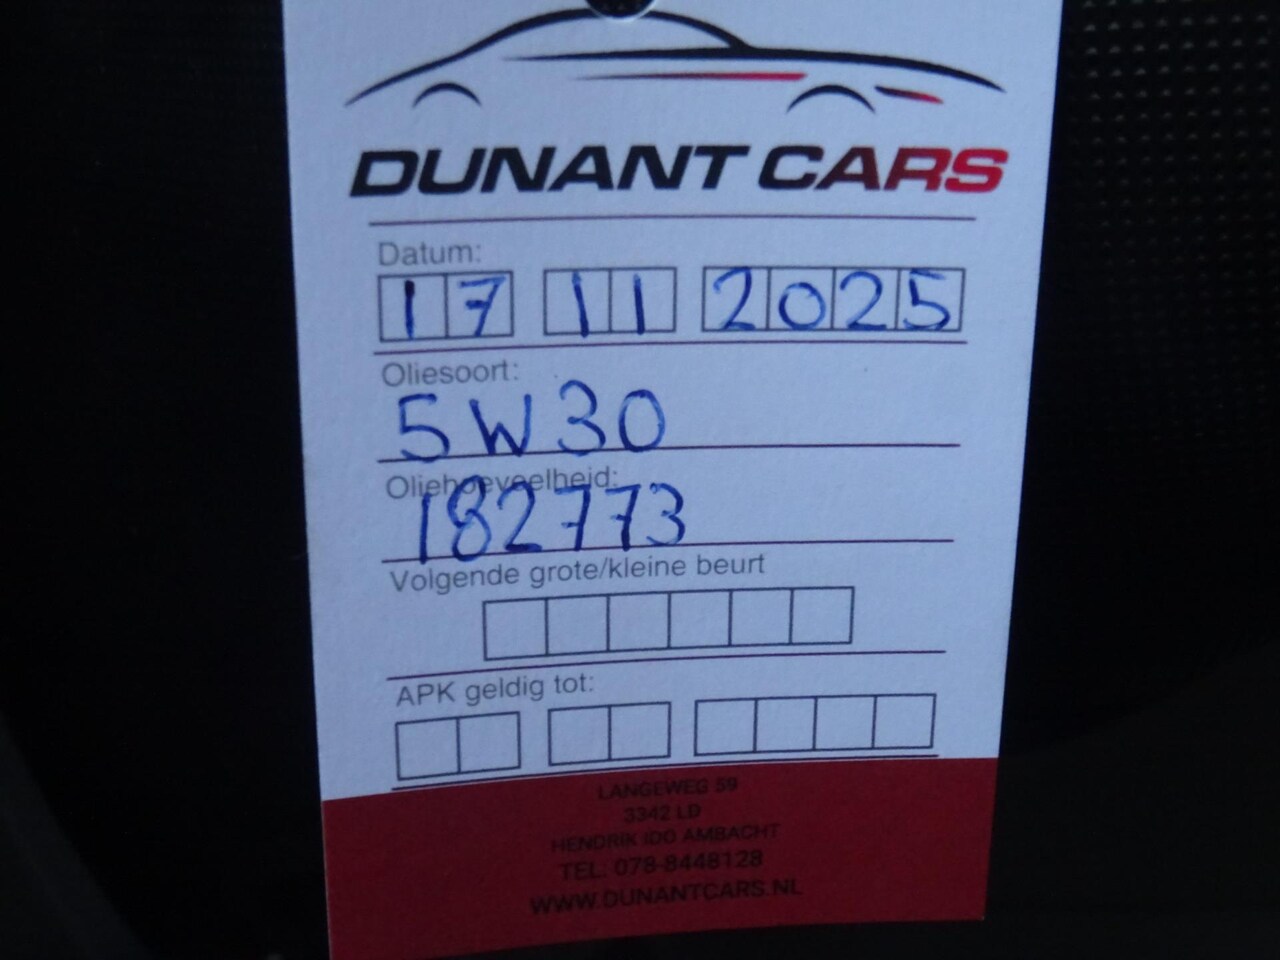 DUNANT CARS
Datum:
17 11 2025
Oliesoort:
5W30
Oliehoeveelheid:
182773
Volgende grote/kleine beurt
APK geldig tot:
LANGEWEG 59
3342 LD
HENDRIK IDO AMBACHT
TEL: 078-8448128
WWW.DUNANTCARS.NL